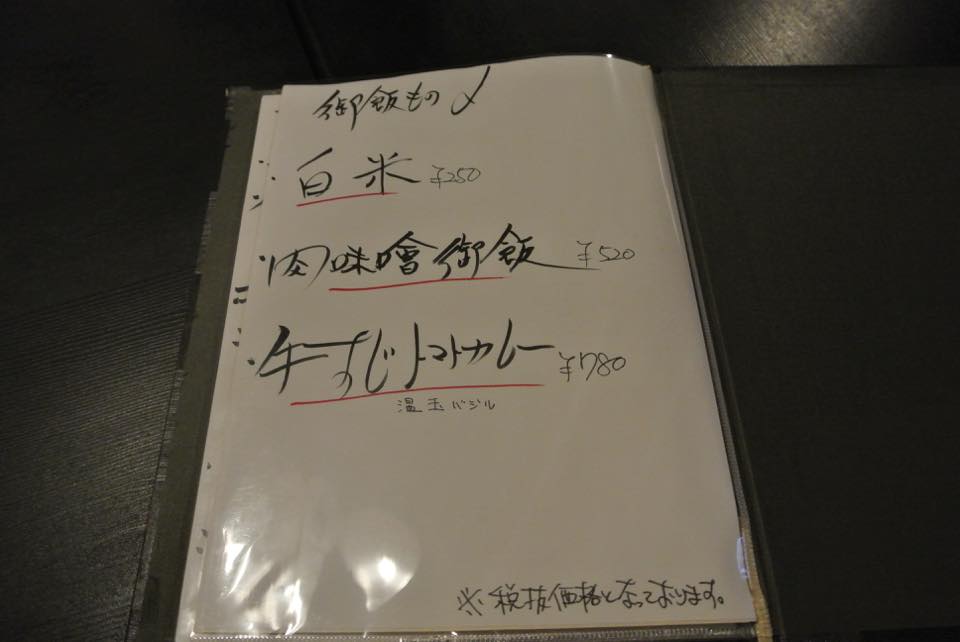 御飯もの〆
白米 ¥250
・肉味噌御飯 ¥520
・牛すじトマトカレー ¥780
温玉バジル
※税抜価格となっております。